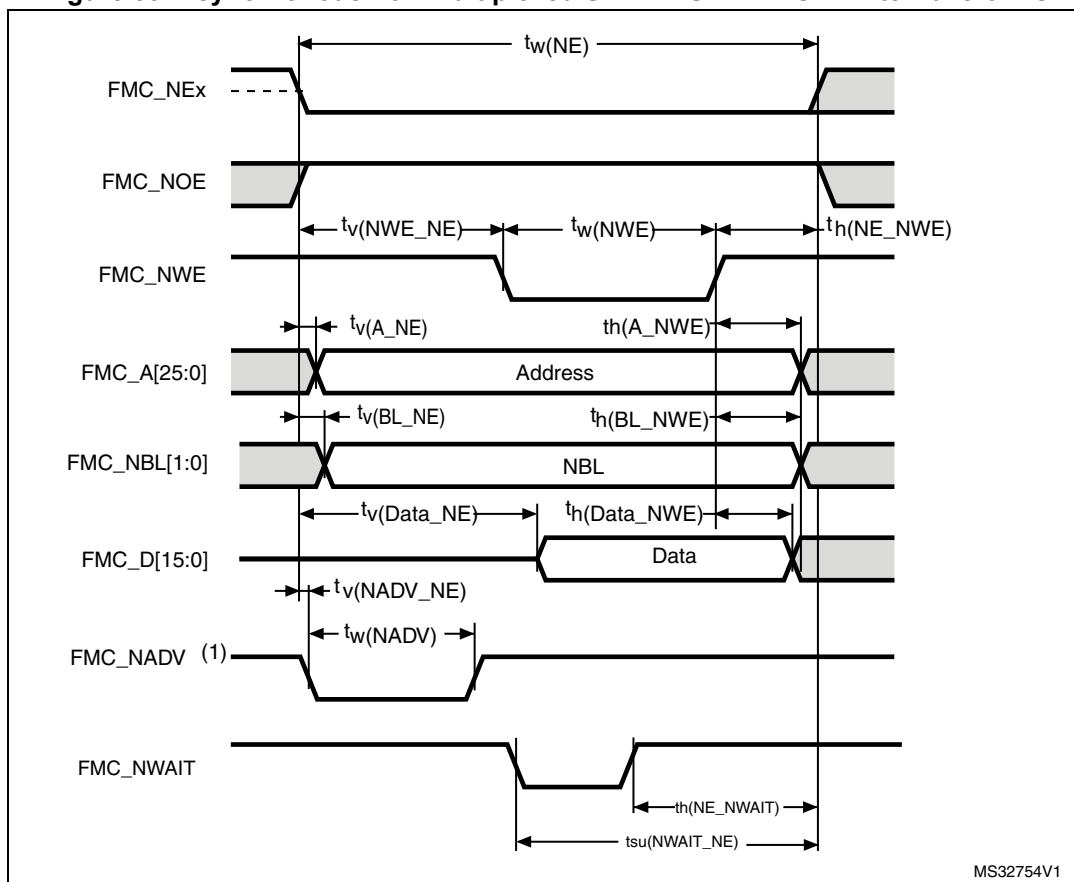 tw(NE)
FMC_NEx
FMC_NOE
tv(NWE_NE) tw(NWE) th(NE_NWE)
FMC_NWE
tv(A_NE) th(A_NWE)
FMC_A[25:0] Address
tv(BL_NE) th(BL_NWE)
FMC_NBL[1:0] NBL
tv(Data_NE) th(Data_NWE)
FMC_D[15:0] Data
tv(NADV_NE)
tw(NADV)
FMC_NADV (1)
FMC_NWAIT
th(NE_NWAIT)
tsu(NWAIT_NE)
MS32754V1